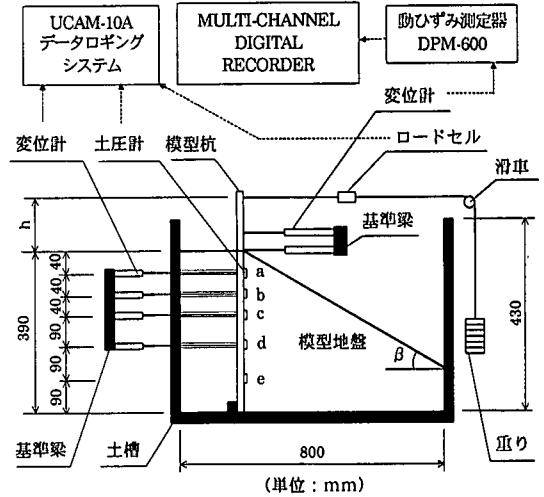 UCAM-10A
データロギング
システム
MULTI-CHANNEL
DIGITAL
RECORDER
動ひずみ測定器
DPM-600
変位計
ロードセル
変位計
土圧計
模型杭
滑車
基準梁
h
40
40
40
90
90
90
390
a
b
c
d
e
模型地盤
β
430
基準梁
土槽
800
重り
(単位：mm)